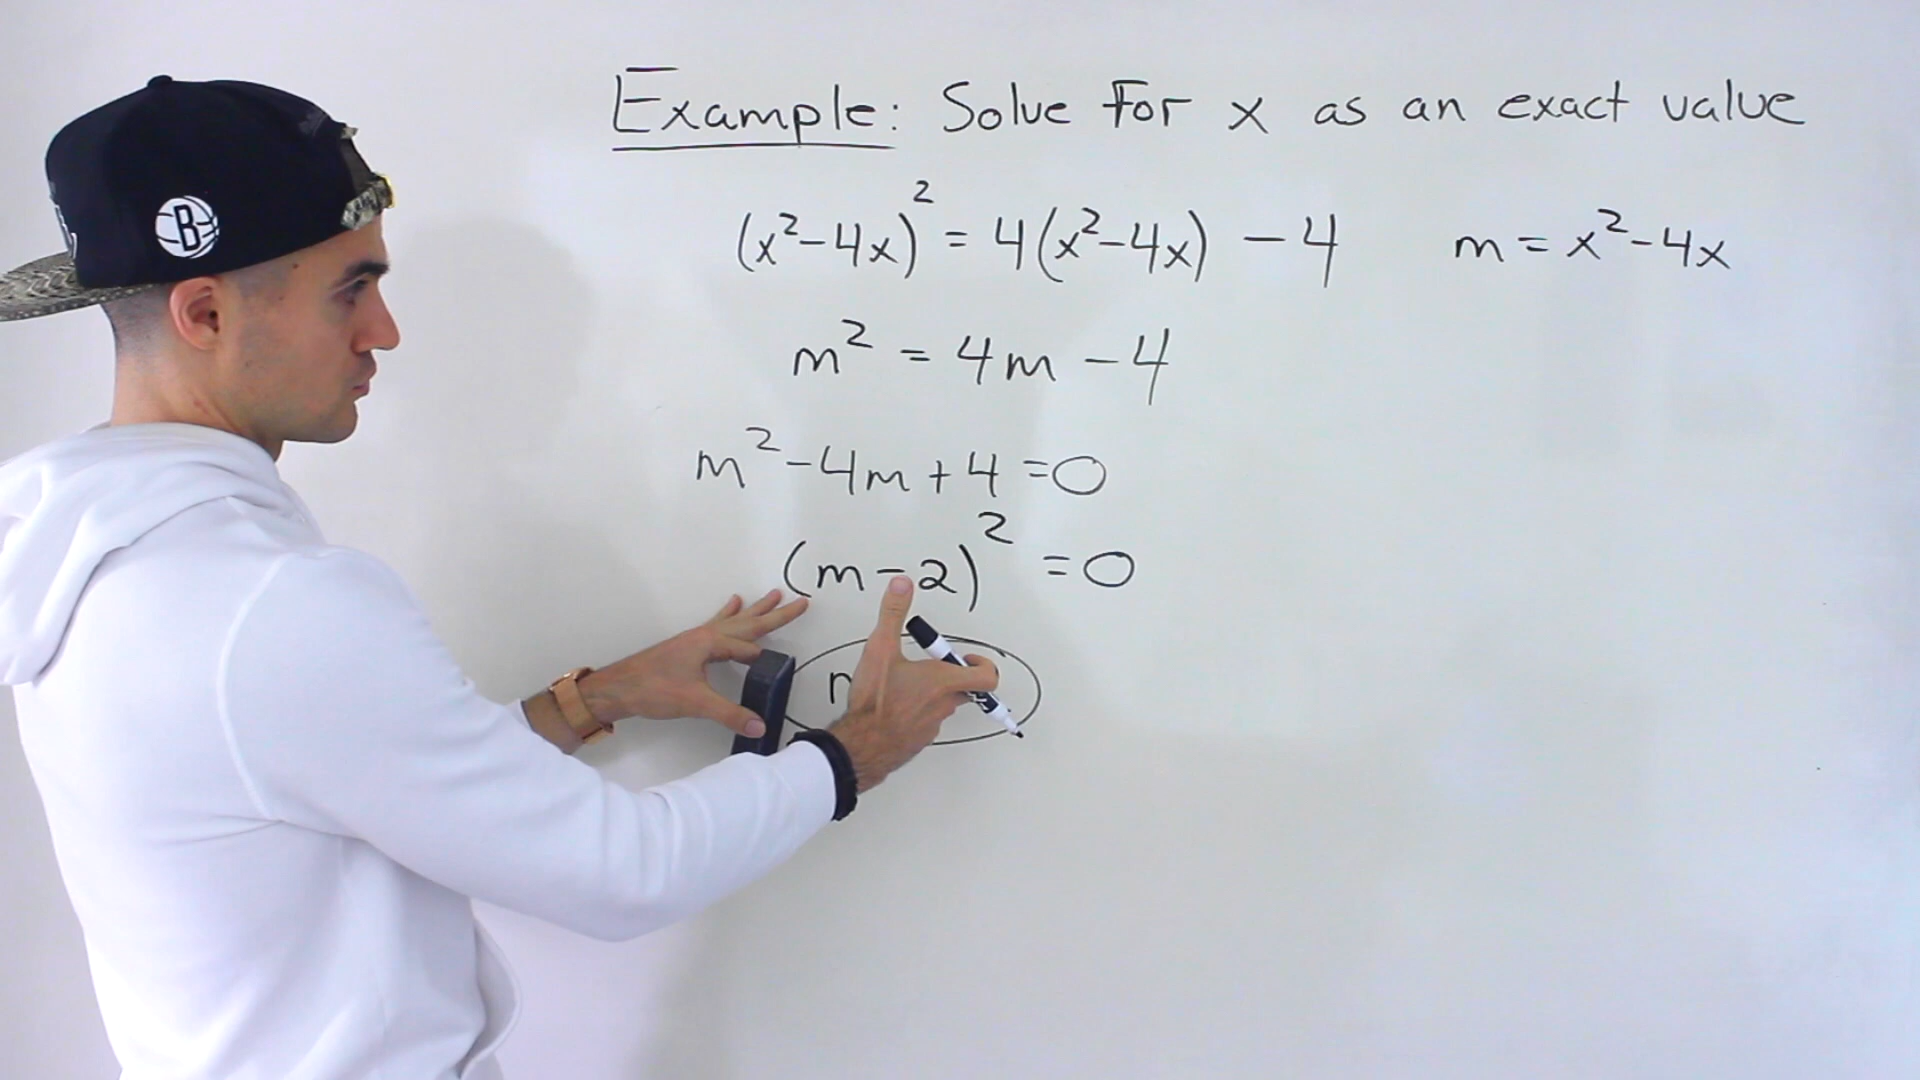 Example: Solve for x as an exact value
(x²-4x)² = 4(x²-4x) - 4    m = x²-4x
m² = 4m - 4
m² - 4m + 4 = 0
(m-2)² = 0
B